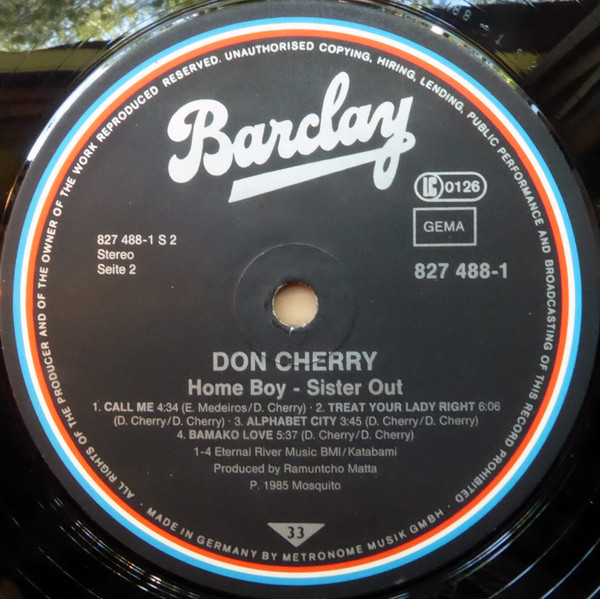 ALL RIGHTS OF THE PRODUCER AND OF THE OWNER OF THE WORK REPRODUCED RESERVED. UNAUTHORISED COPYING, HIRING, LENDING, PUBLIC PERFORMANCE AND BROADCASTING OF THIS RECORD PROHIBITED
Barclay
LC 0126
GEMA
827 488-1
827 488-1 S 2
Stereo
Seite 2
DON CHERRY
Home Boy - Sister Out
1. CALL ME 4:34 (E. Medeiros/D. Cherry) · 2. TREAT YOUR LADY RIGHT 6:06
(D. Cherry/D. Cherry) · 3. ALPHABET CITY 3:45 (D. Cherry/D. Cherry)
4. BAMAKO LOVE 5:37 (D. Cherry/D. Cherry)
1-4 Eternal River Music BMI/Katabami
Produced by Ramuntcho Matta
P. 1985 Mosquito
33
· MADE IN GERMANY BY METRONOME MUSIK GMBH ·